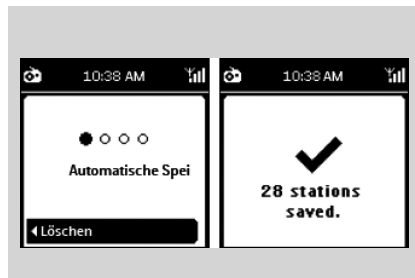 10:38 AM
Automatische Spei
Löschen
10:38 AM
28 stations
saved.